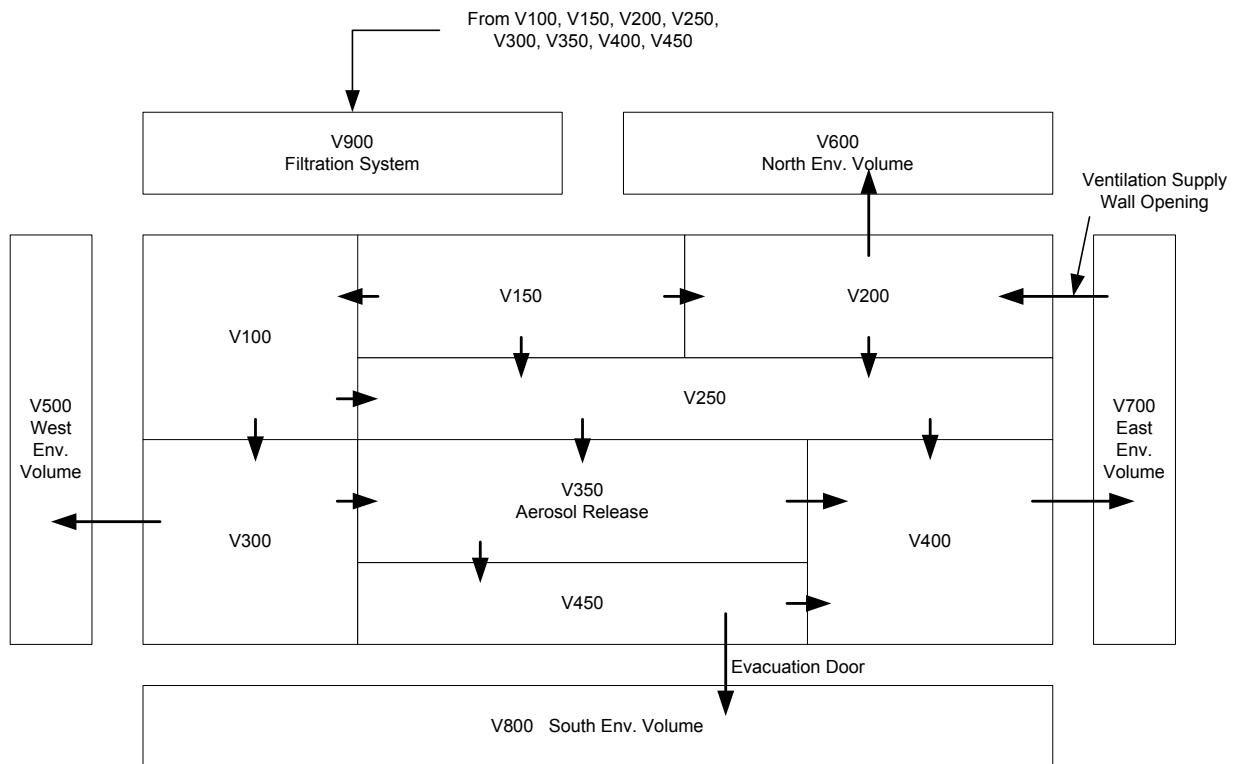 From V100, V150, V200, V250,
V300, V350, V400, V450
V900
Filtration System
V600
North Env. Volume
Ventilation Supply
Wall Opening
V150
V200
V100
V250
V500
West
Env.
Volume
V700
East
Env.
Volume
V350
Aerosol Release
V300
V400
V450
Evacuation Door
V800 South Env. Volume